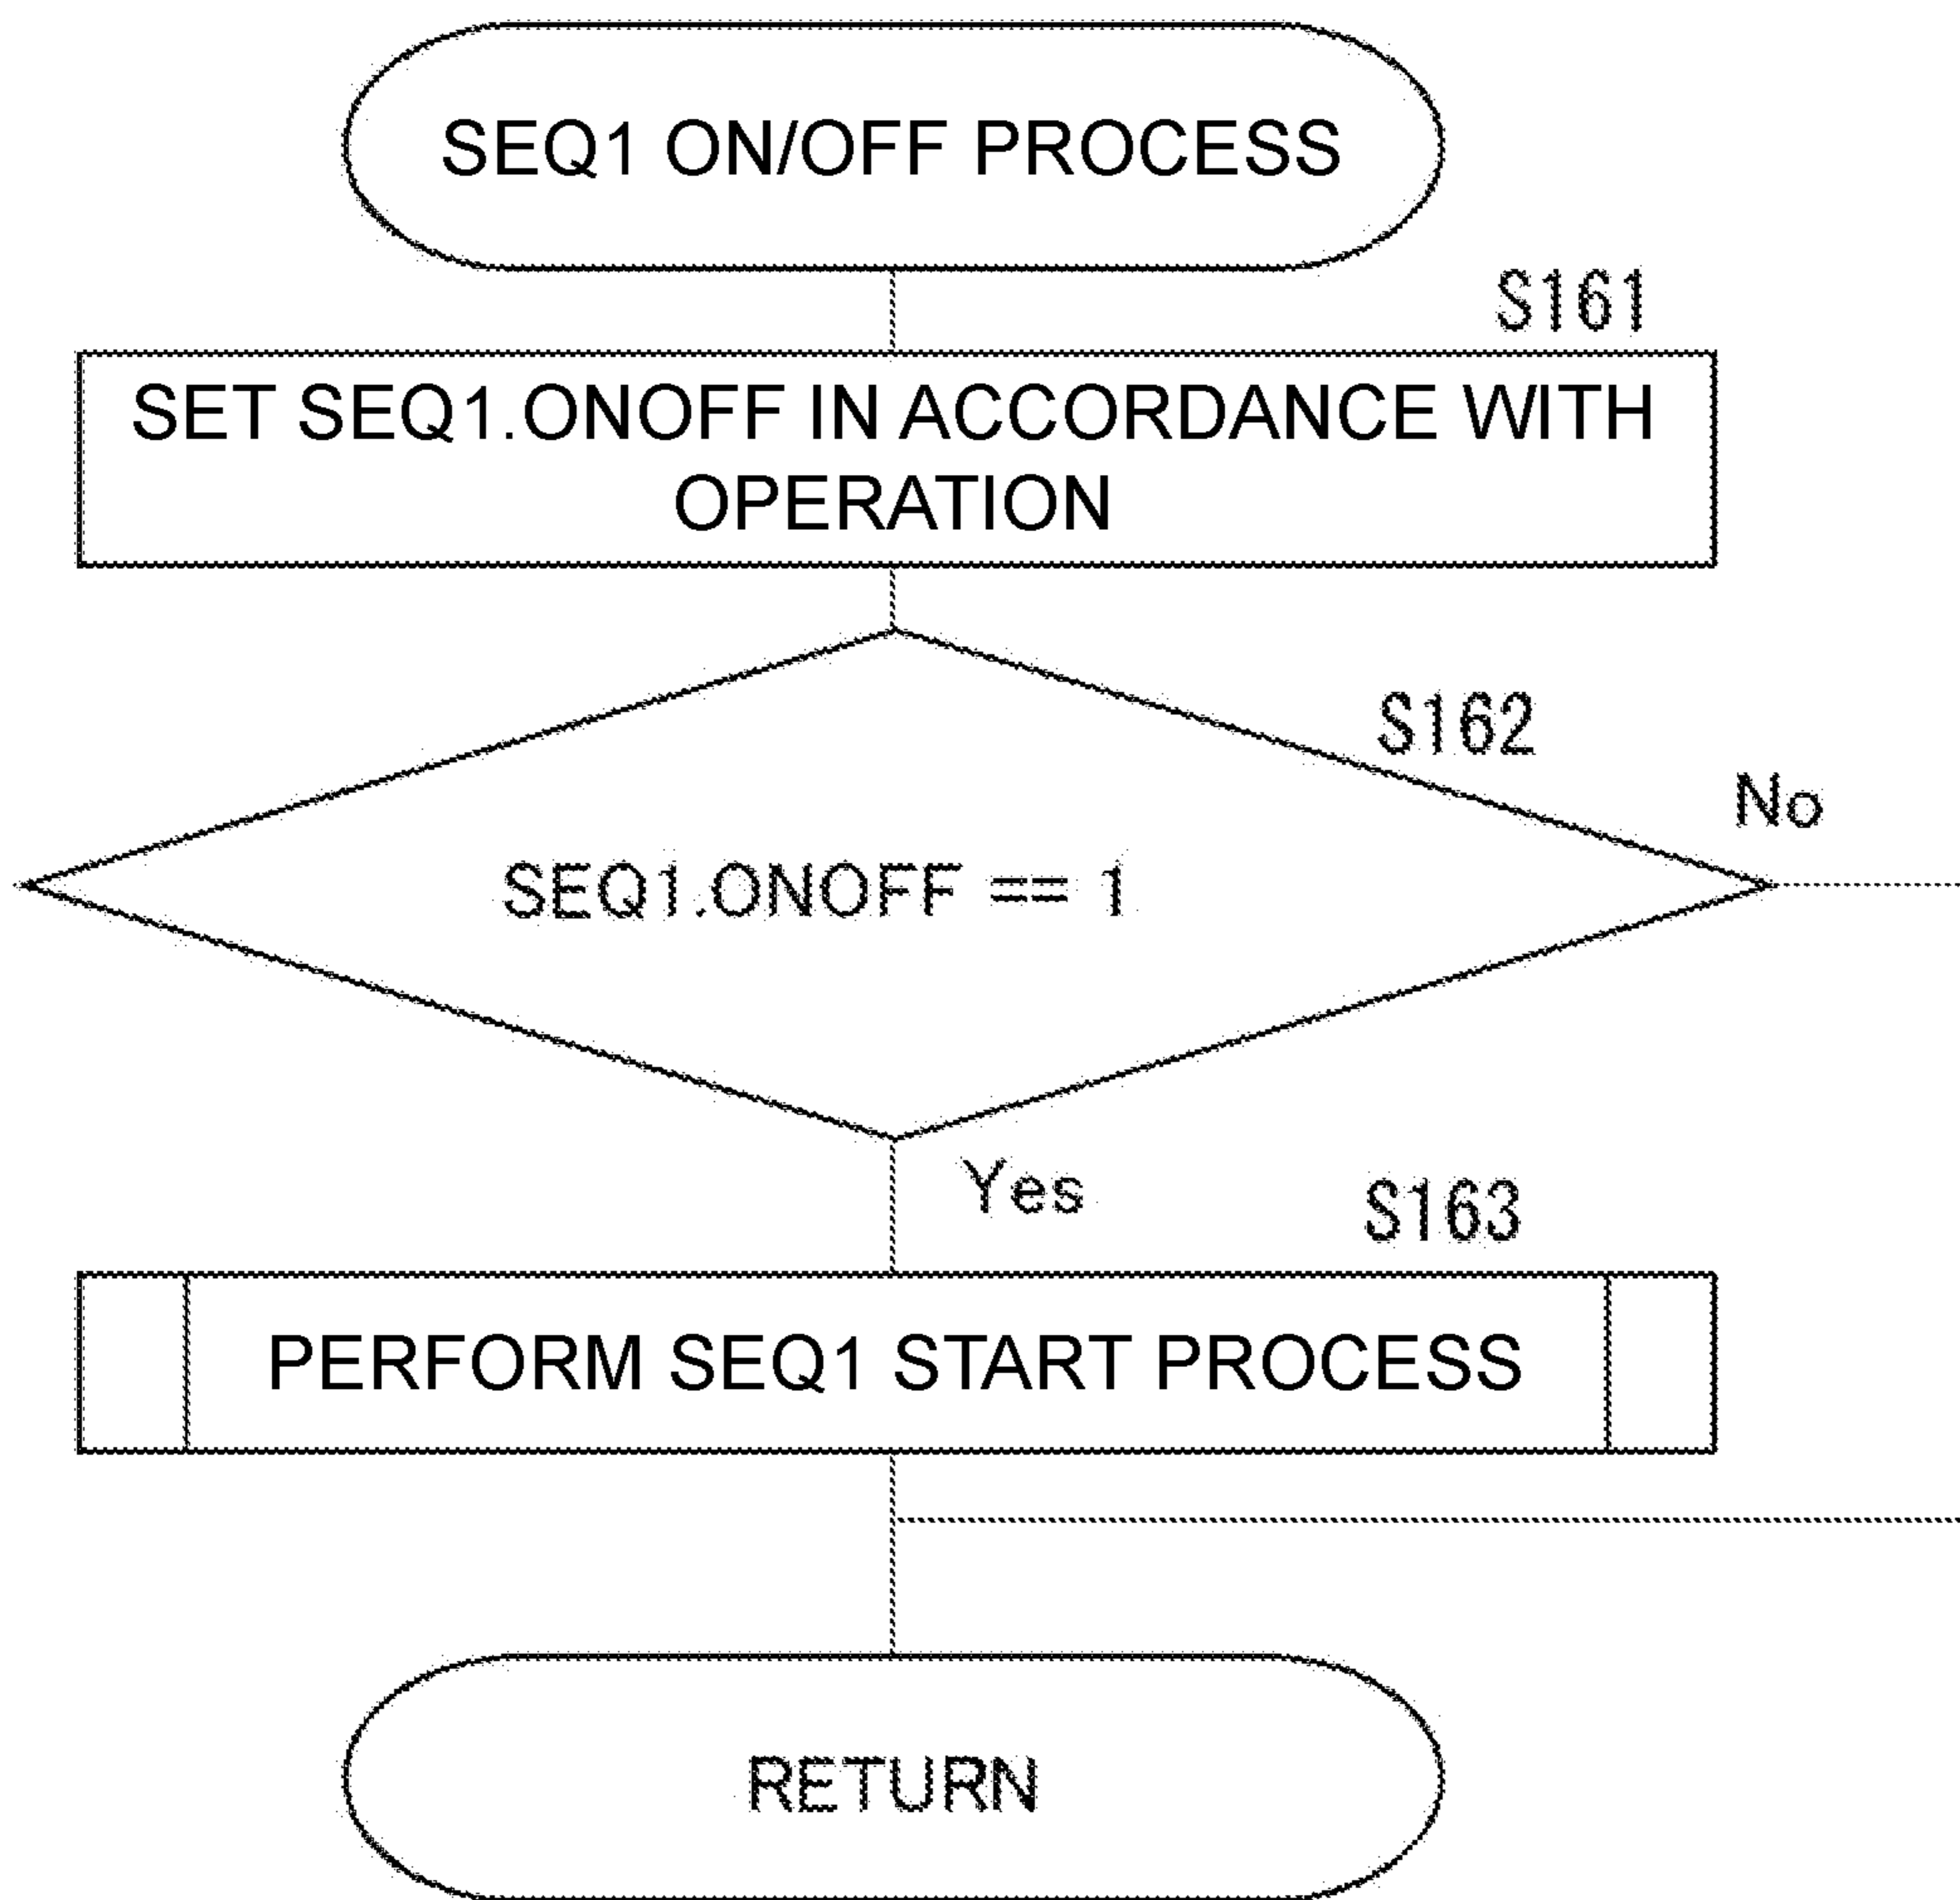 SEQ1 ON/OFF PROCESS
S161
SET SEQ1.ONOFF IN ACCORDANCE WITH
OPERATION
S162
No
SEQ1.ONOFF == 1
Yes
S163
PERFORM SEQ1 START PROCESS
RETURN